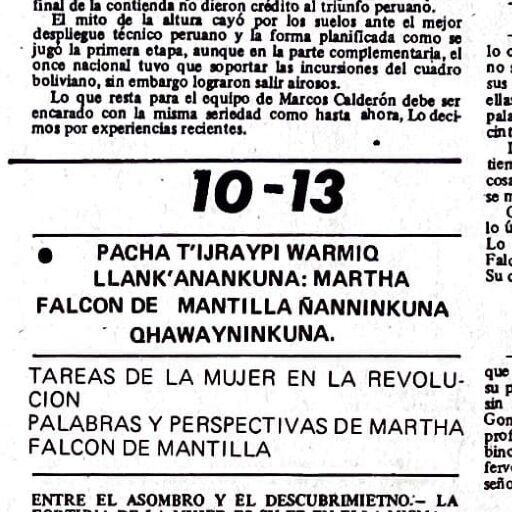 final de la contienda no dieron crédito al triunfo peruano.
El mito de la altura cayó por los suelos ante el mejor
despliegue técnico peruano y la forma planificada como se
jugó la primera etapa, aunque en la parte complementaria, el
once nacional tuvo que soportar las incursiones del cuadro
boliviano, sin embargo lograron salir airosos.
Lo que resta para el equipo de Marcos Calderón debe ser
encarado con la misma seriedad como hasta ahora, Lo deci-
mos por experiencias recientes.
10-13
● PACHA T'IJRAYPI WARMIQ
LLANK'ANANKUNA: MARTHA
FALCON DE MANTILLA ÑANNINKUNA
QHAWAYNINKUNA.
TAREAS DE LA MUJER EN LA REVOLU-
CION
PALABRAS Y PERSPECTIVAS DE MARTHA
FALCON DE MANTILLA
ENTRE EL ASOMBRO Y EL DESCUBRIMIETNO.— LA
lo
no
sus
ellas
pala
cint
tien
cosa
se
lo
Lo
Falc
Su
que
su
sin
Gon
prof
binc
ferv
seño